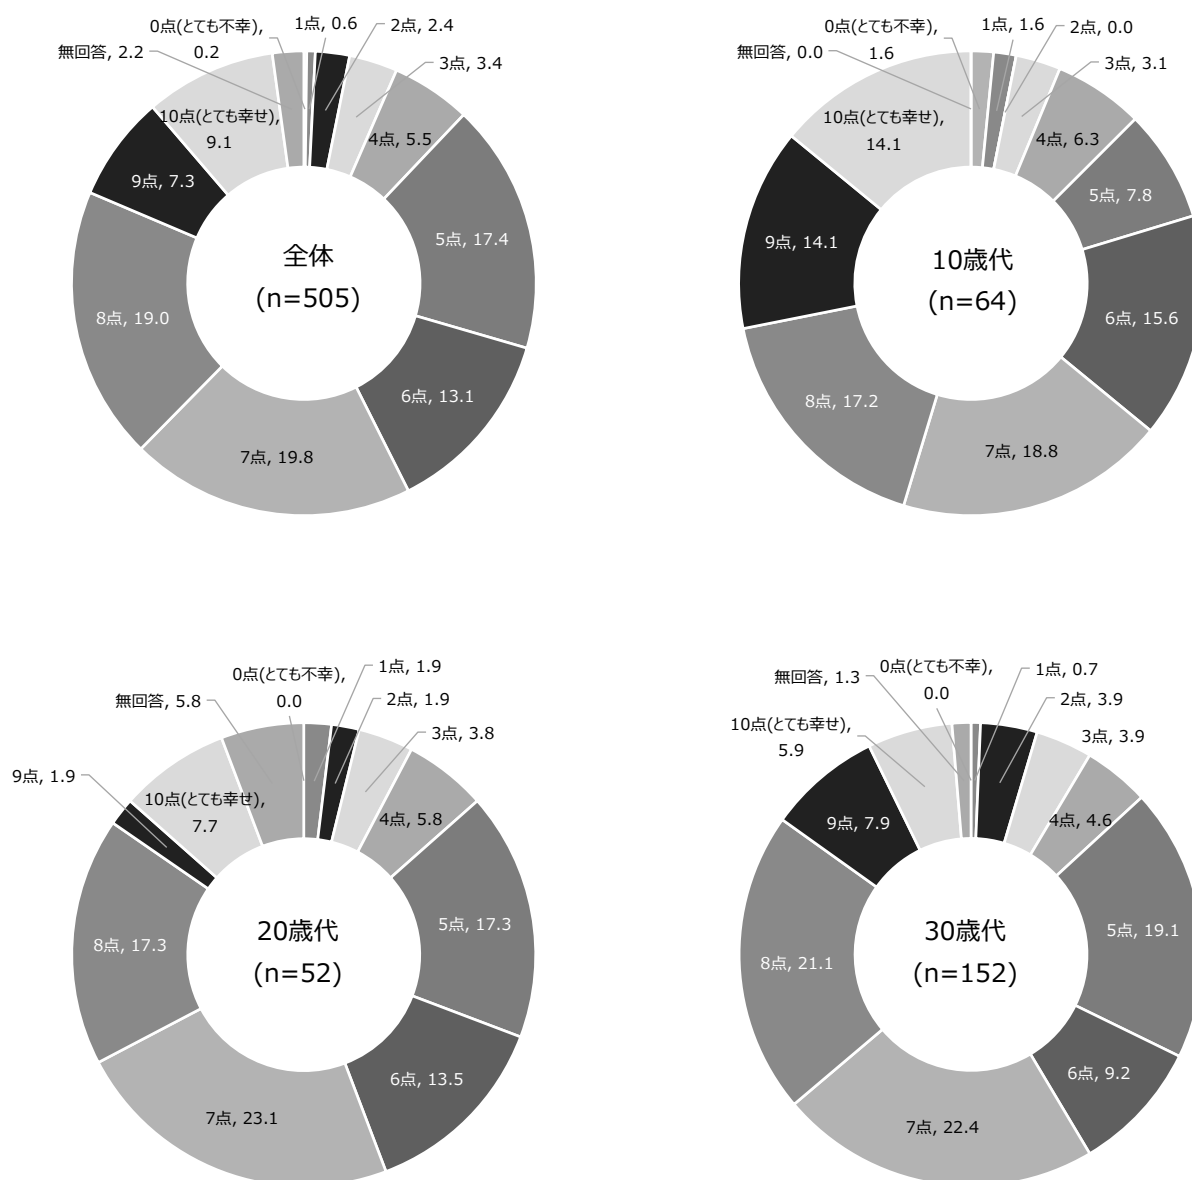 0点(とても不幸),
0.2
1点, 0.6
2点, 2.4
3点, 3.4
4点, 5.5
5点, 17.4
6点, 13.1
7点, 19.8
8点, 19.0
9点, 7.3
10点(とても幸せ),
9.1
無回答, 2.2
全体
(n=505)
0点(とても不幸),
1.6
1点, 1.6
2点, 0.0
3点, 3.1
4点, 6.3
5点, 7.8
6点, 15.6
7点, 18.8
8点, 17.2
9点, 14.1
10点(とても幸せ),
14.1
無回答, 0.0
10歳代
(n=64)
0点(とても不幸),
0.0
1点, 1.9
2点, 1.9
3点, 3.8
4点, 5.8
5点, 17.3
6点, 13.5
7点, 23.1
8点, 17.3
9点, 1.9
10点(とても幸せ),
7.7
無回答, 5.8
20歳代
(n=52)
0点(とても不幸),
0.0
1点, 0.7
2点, 3.9
3点, 3.9
4点, 4.6
5点, 19.1
6点, 9.2
7点, 22.4
8点, 21.1
9点, 7.9
10点(とても幸せ),
5.9
無回答, 1.3
30歳代
(n=152)